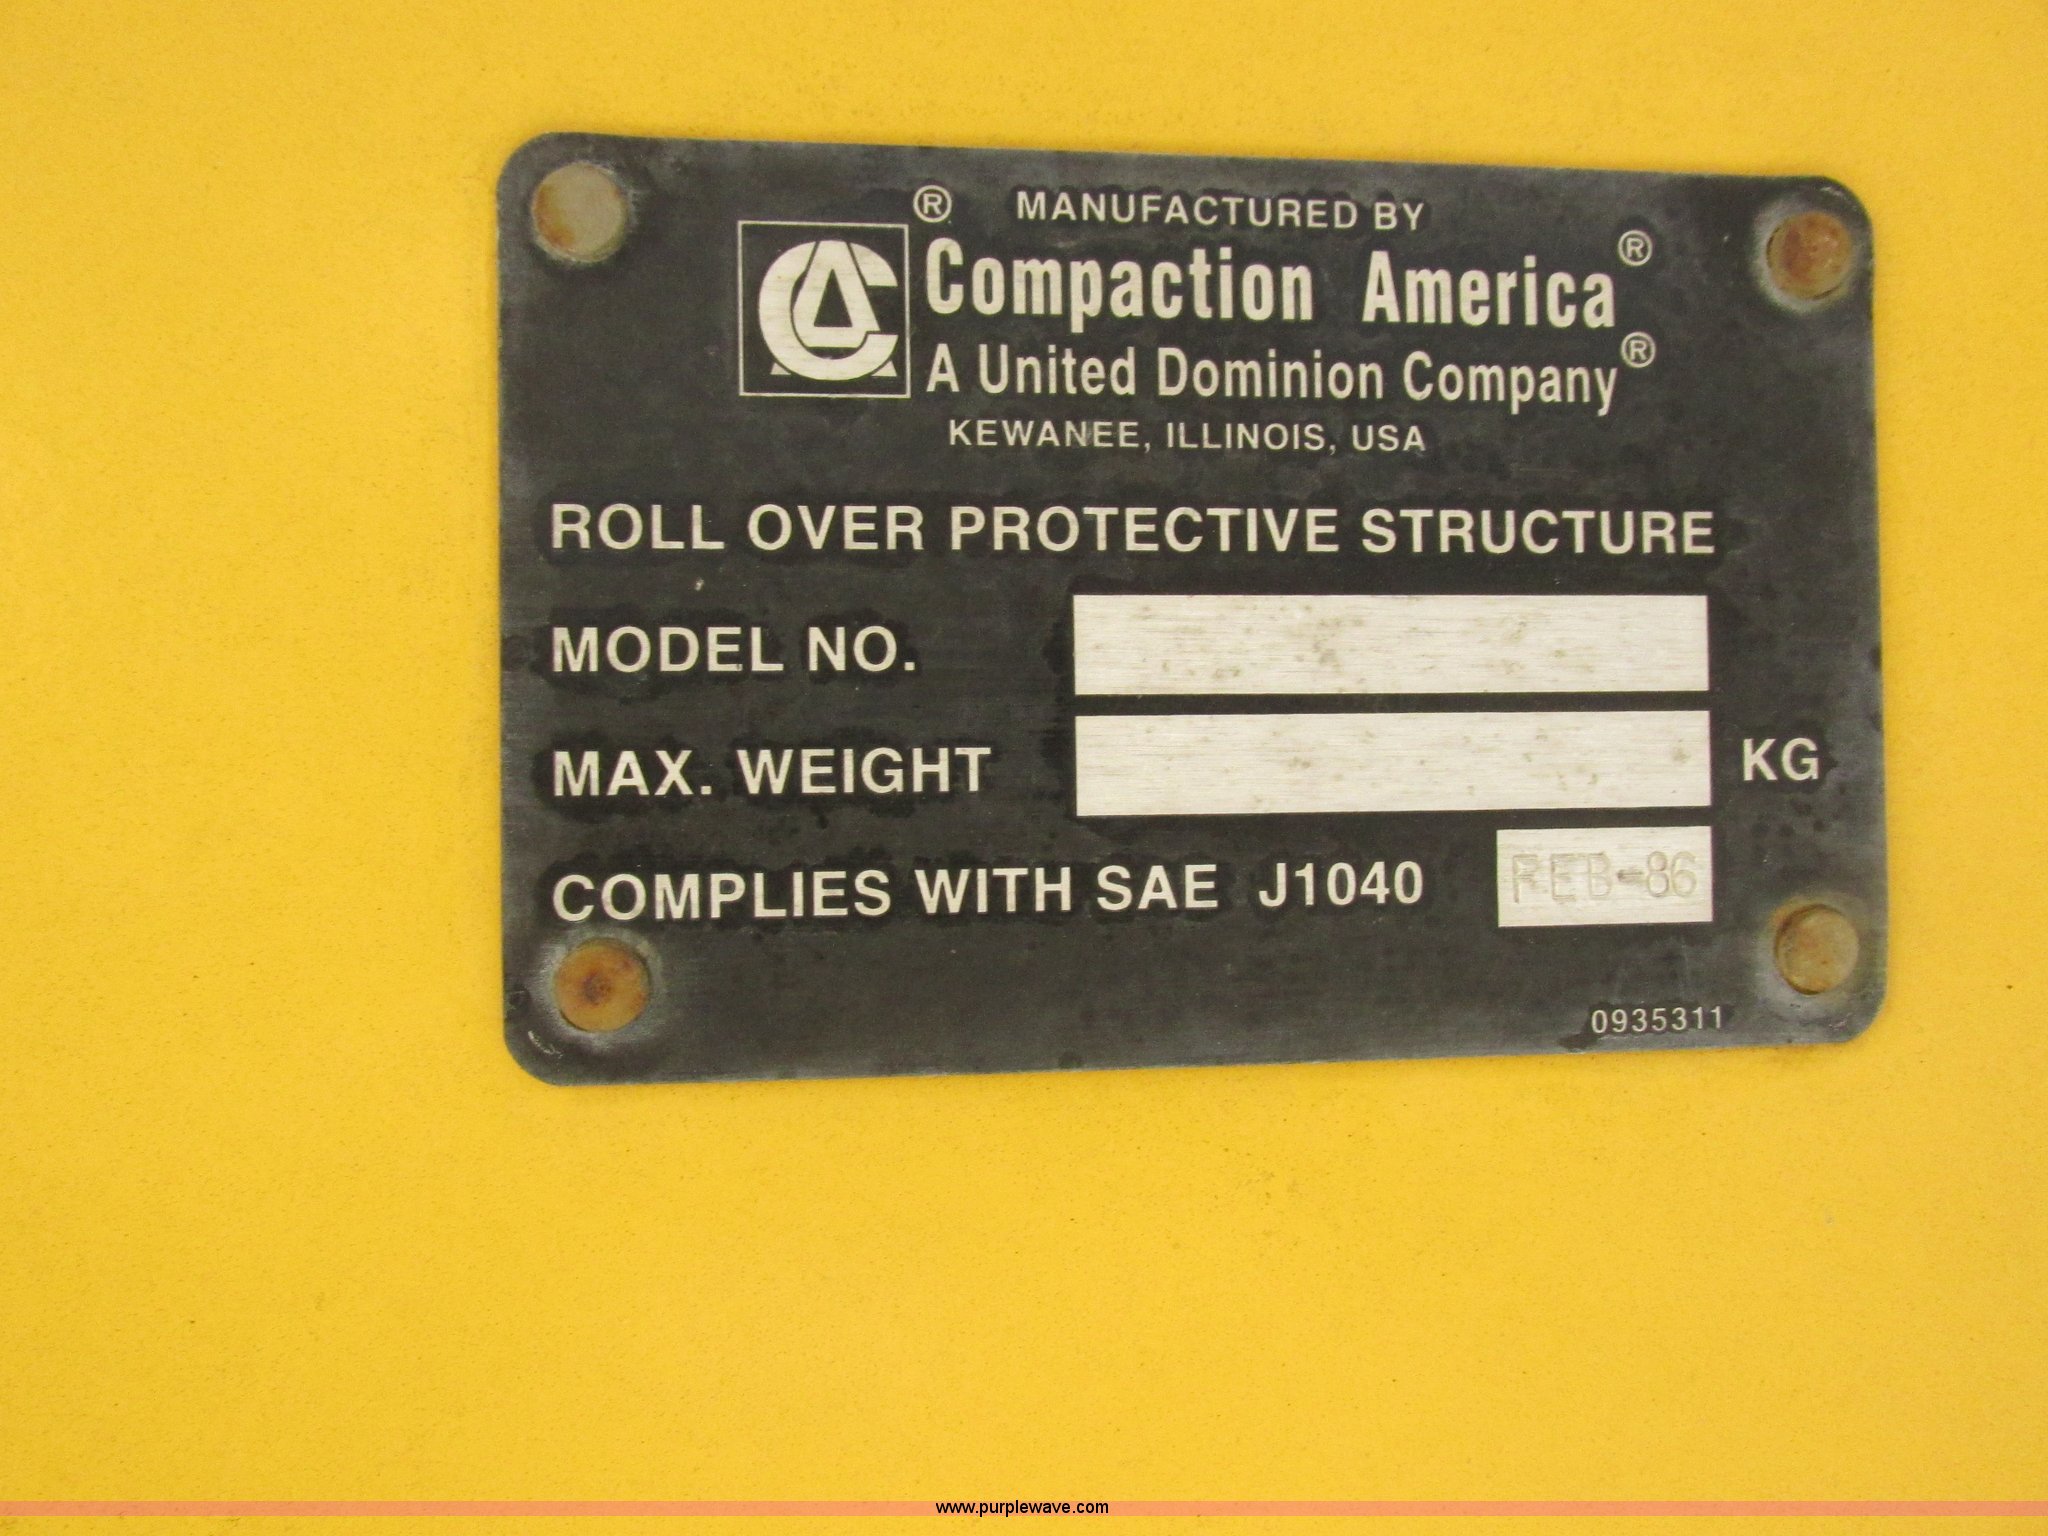 ® MANUFACTURED BY
Compaction America®
A United Dominion Company®
KEWANEE, ILLINOIS, USA
ROLL OVER PROTECTIVE STRUCTURE
MODEL NO.
MAX. WEIGHT KG
COMPLIES WITH SAE J1040 FEB-86
0935311
www.purplewave.com